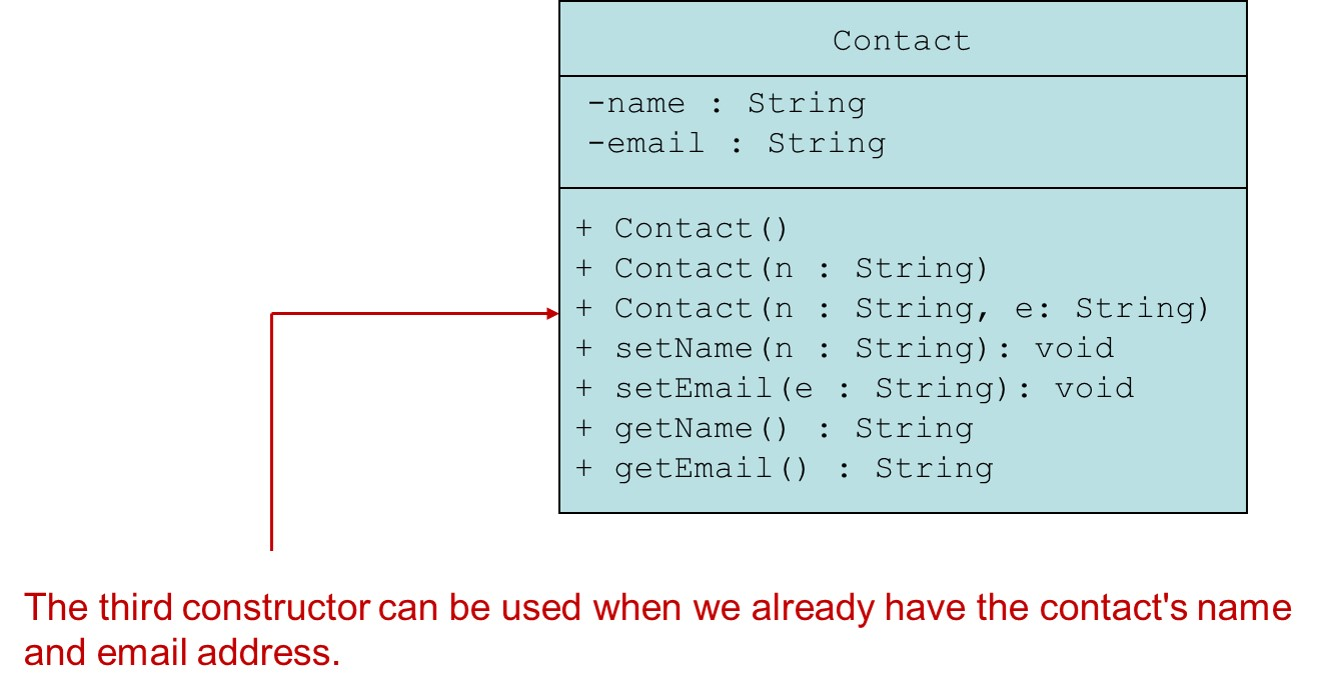 Contact
-name : String
-email : String
+ Contact()
+ Contact(n : String)
+ Contact(n : String, e: String)
+ setName(n : String): void
+ setEmail(e : String): void
+ getName() : String
+ getEmail() : String
The third constructor can be used when we already have the contact's name
and email address.